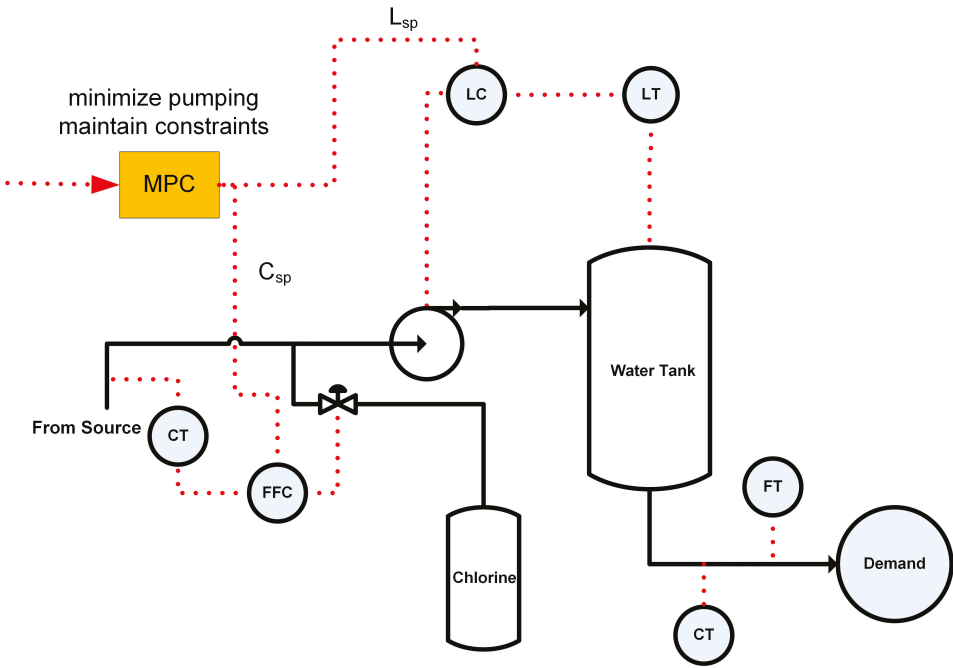 Lsp
LC
LT
minimize pumping
maintain constraints
MPC
Csp
Water Tank
From Source
CT
FFC
FT
Chlorine
Demand
CT